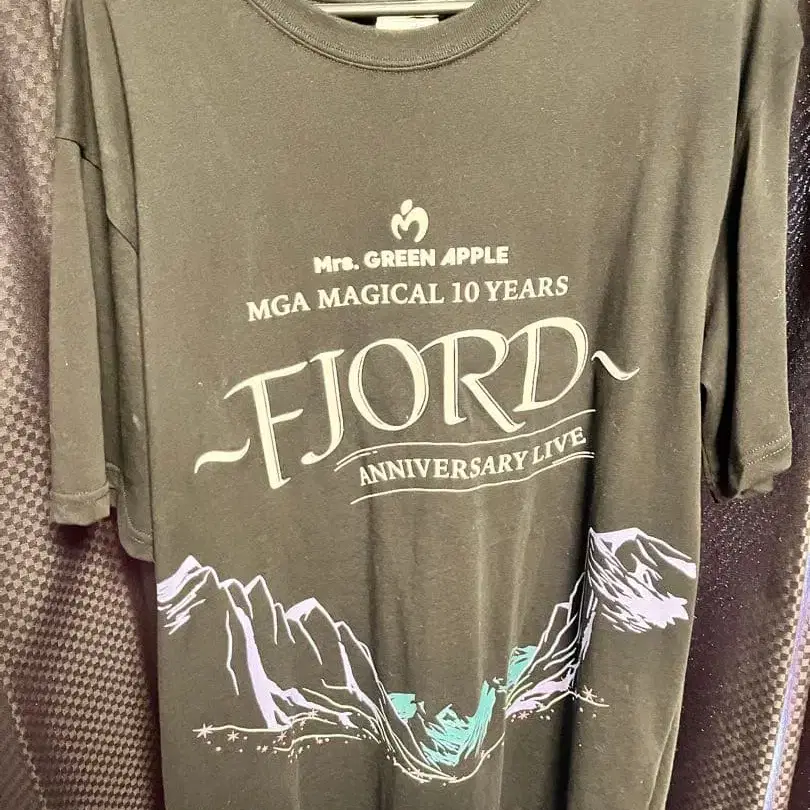 Mrs. GREEN APPLE
MGA MAGICAL 10 YEARS
~FJORD~
ANNIVERSARY LIVE